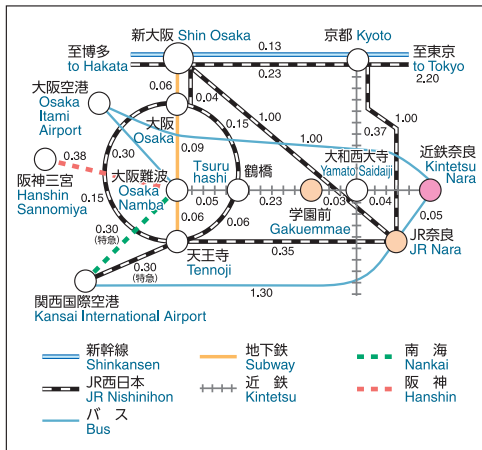 新大阪 Shin Osaka
0.13
京都 Kyoto
至博多
to Hakata
0.23
至東京
to Tokyo
2.20
大阪空港
Osaka
Itami
Airport
0.06
0.04
大阪
Osaka
0.15
1.00
1.00
0.37
1.00
0.38
0.30
0.09
Tsuru
hashi
鶴橋
大和西大寺
Yamato Saidaiji
近鉄奈良
Kintetsu
Nara
阪神三宮
Hanshin
Sannomiya
0.15
大阪難波
Osaka
Namba
0.05
0.23
0.03
0.04
0.05
学園前
Gakuemmae
0.06
0.06
0.30
(特急)
0.30
(特急)
天王寺
Tennoji
0.35
JR奈良
JR Nara
関西国際空港
Kansai International Airport
1.30
新幹線
Shinkansen
地下鉄
Subway
南 海
Nankai
JR西日本
JR Nishinihon
近 鉄
Kintetsu
阪 神
Hanshin
バ ス
Bus